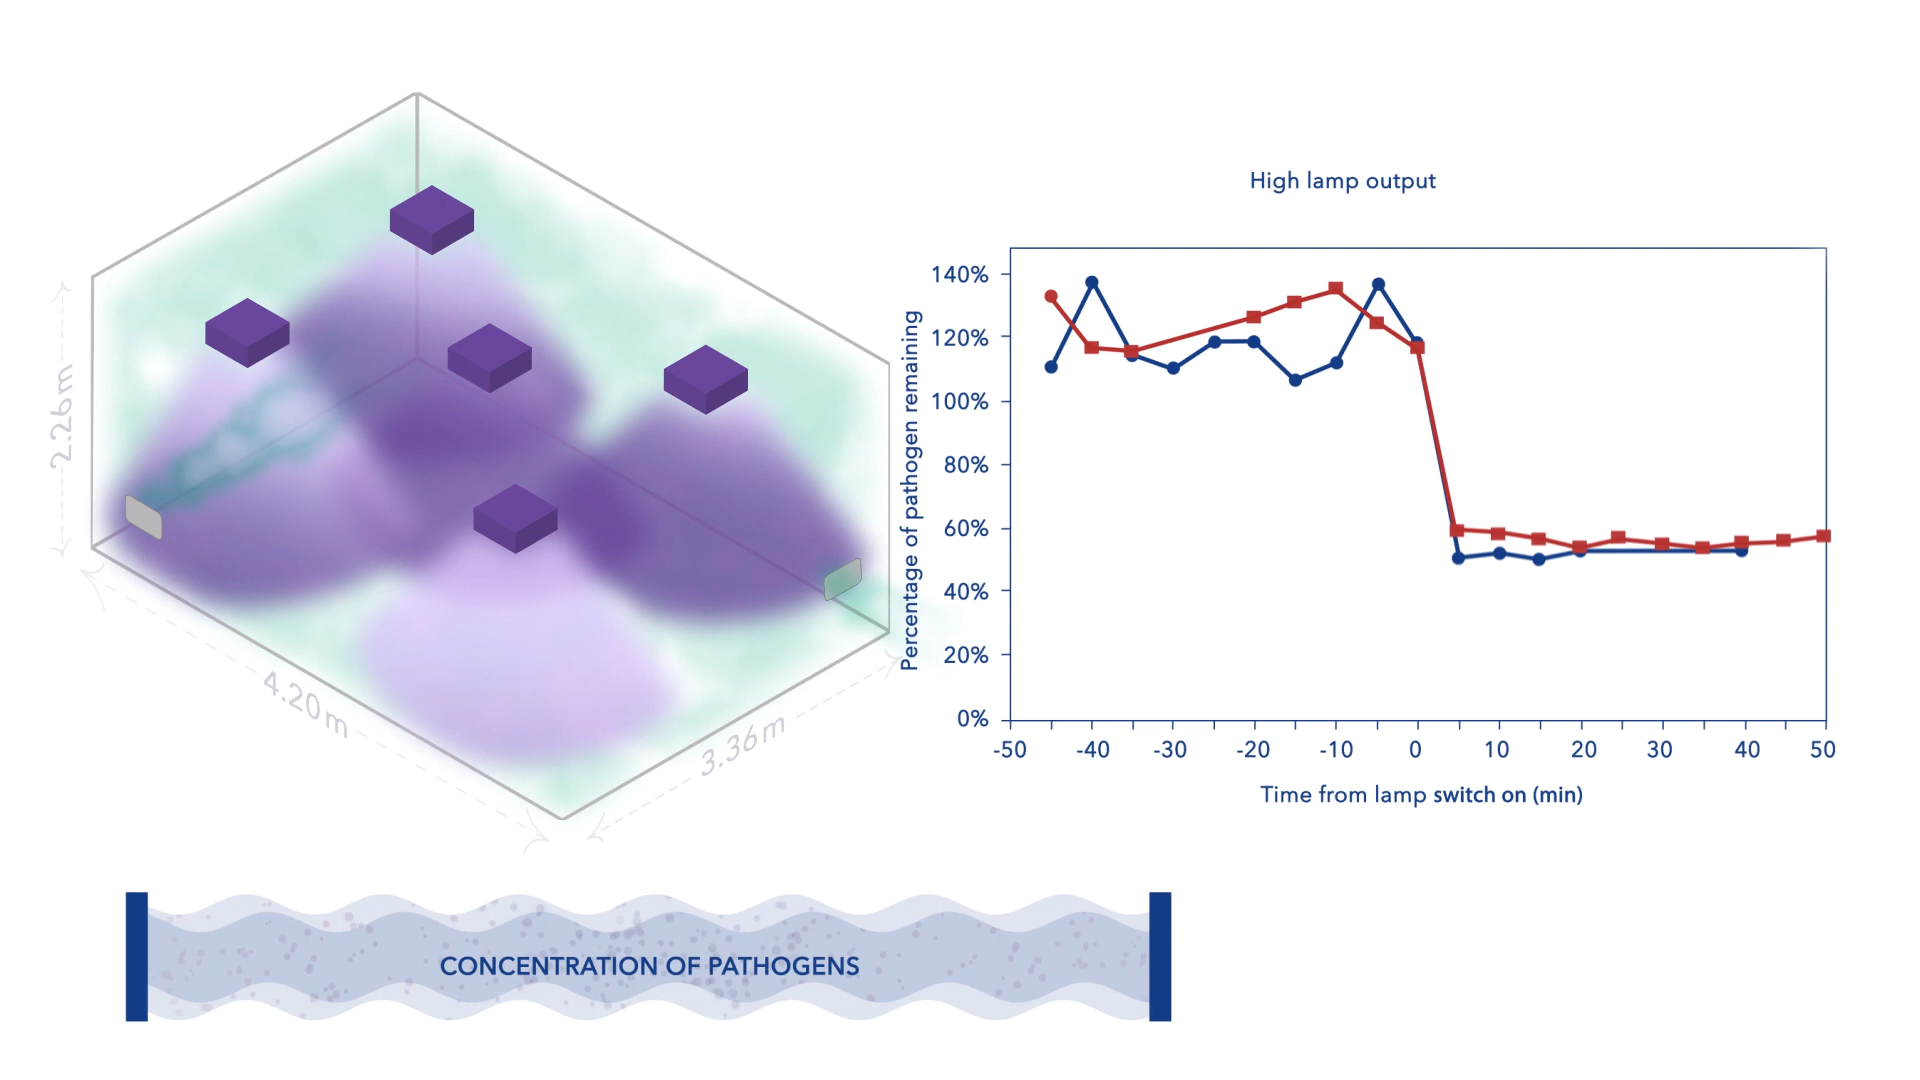 High lamp output
2.26m
4.20m
3.36m
Percentage of pathogen remaining
140%
120%
100%
80%
60%
40%
20%
0%
-50 -40 -30 -20 -10 0 10 20 30 40 50
Time from lamp switch on (min)
CONCENTRATION OF PATHOGENS